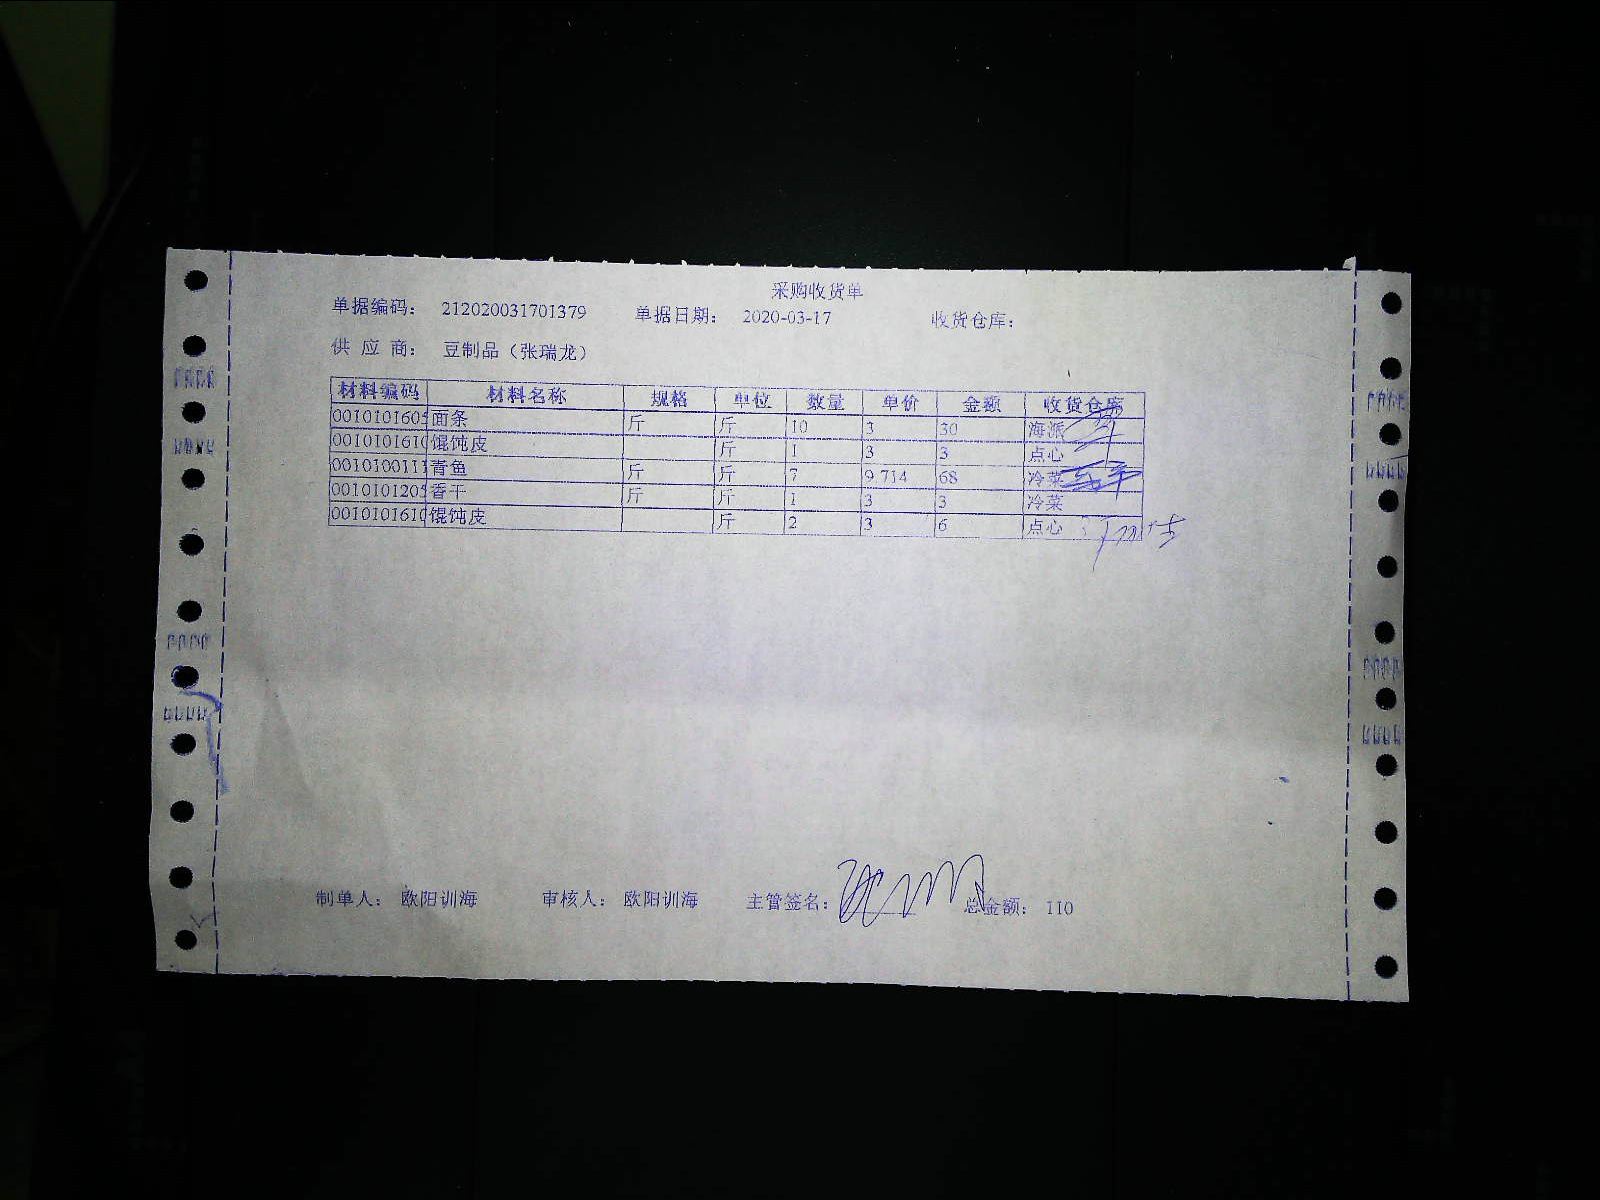 采购收货单
单据编码： 212020031701379 单据日期： 2020-03-17 收货仓库：
供 应 商： 豆制品（张瑞龙）
材料编码 材料名称 规格 单位 数量 单价 金额 收货仓库
0010101605 面条 斤 斤 10 3 30 海派
001010161 馄饨皮 斤 1 3 3 点心
0010100111 青鱼 斤 斤 7 9.714 68 冷菜
0010101205 香干 斤 斤 1 3 3 冷菜
001010161 馄饨皮 斤 2 3 6 点心
制单人： 欧阳训海 审核人： 欧阳训海 主管签名： 总金额： 110